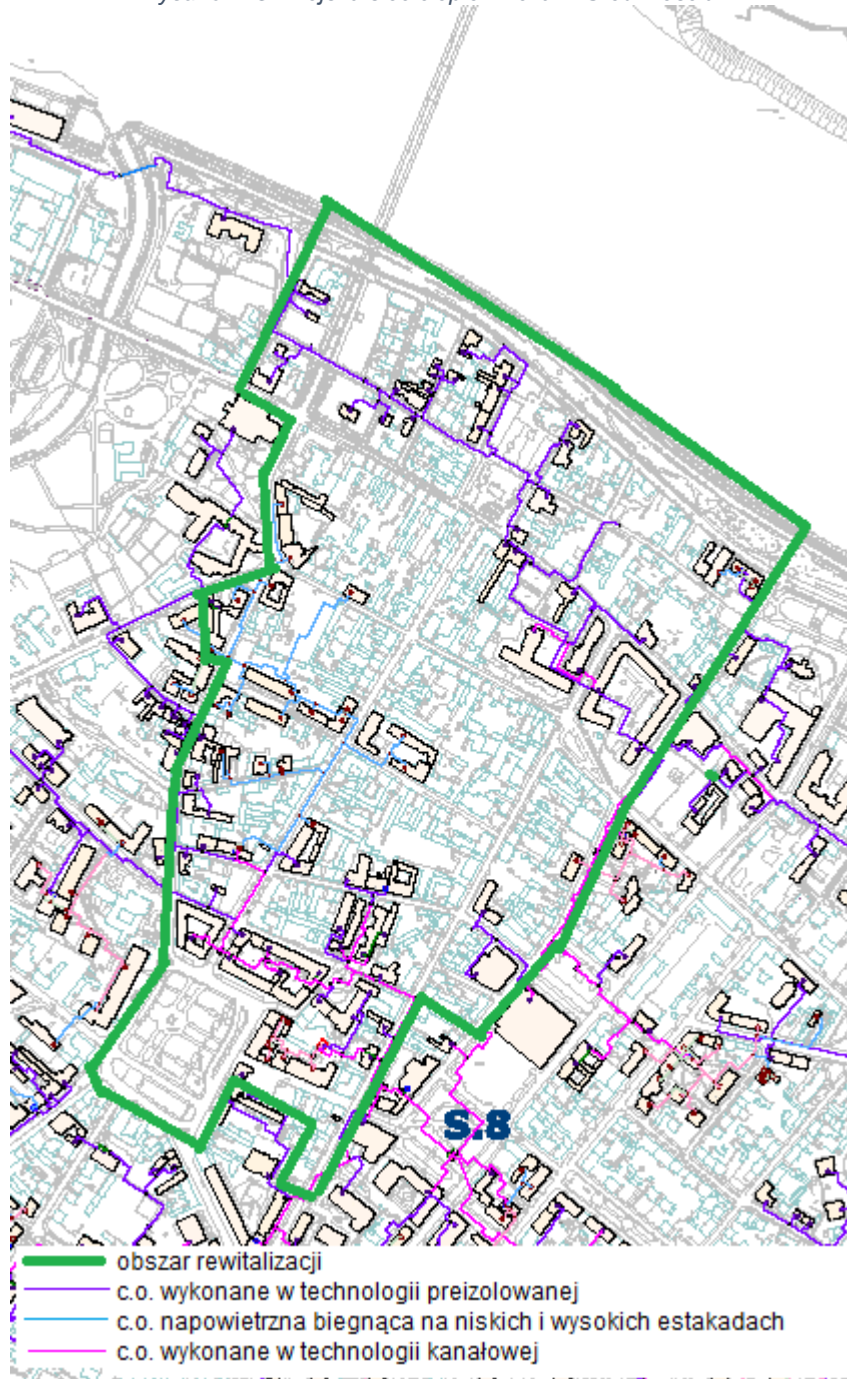 S.8
obszar rewitalizacji
c.o. wykonane w technologii preizolowanej
c.o. napowietrzna biegnąca na niskich i wysokich estakadach
c.o. wykonane w technologii kanałowej